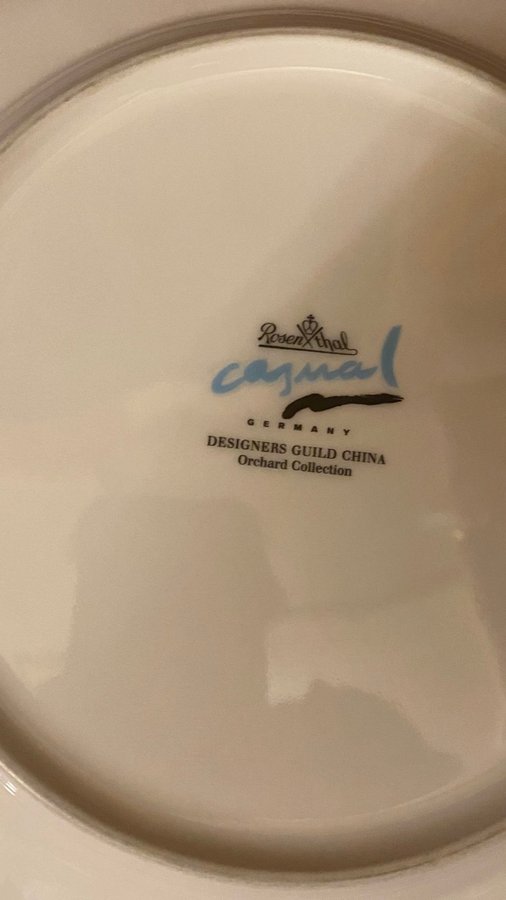 Rosenthal
casual
GERMANY
DESIGNERS GUILD CHINA
Orchard Collection